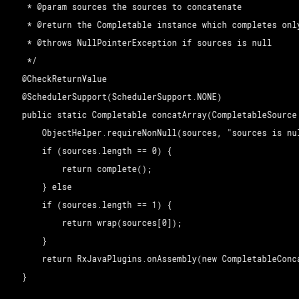 * @param sources the sources to concatenate
* @return the Completable instance which completes only
* @throws NullPointerException if sources is null
*/
@CheckReturnValue
@SchedulerSupport(SchedulerSupport.NONE)
public static Completable concatArray(CompletableSource
ObjectHelper.requireNonNull(sources, "sources is nul
if (sources.length == 0) {
return complete();
} else
if (sources.length == 1) {
return wrap(sources[0]);
}
return RxJavaPlugins.onAssembly(new CompletableConca
}